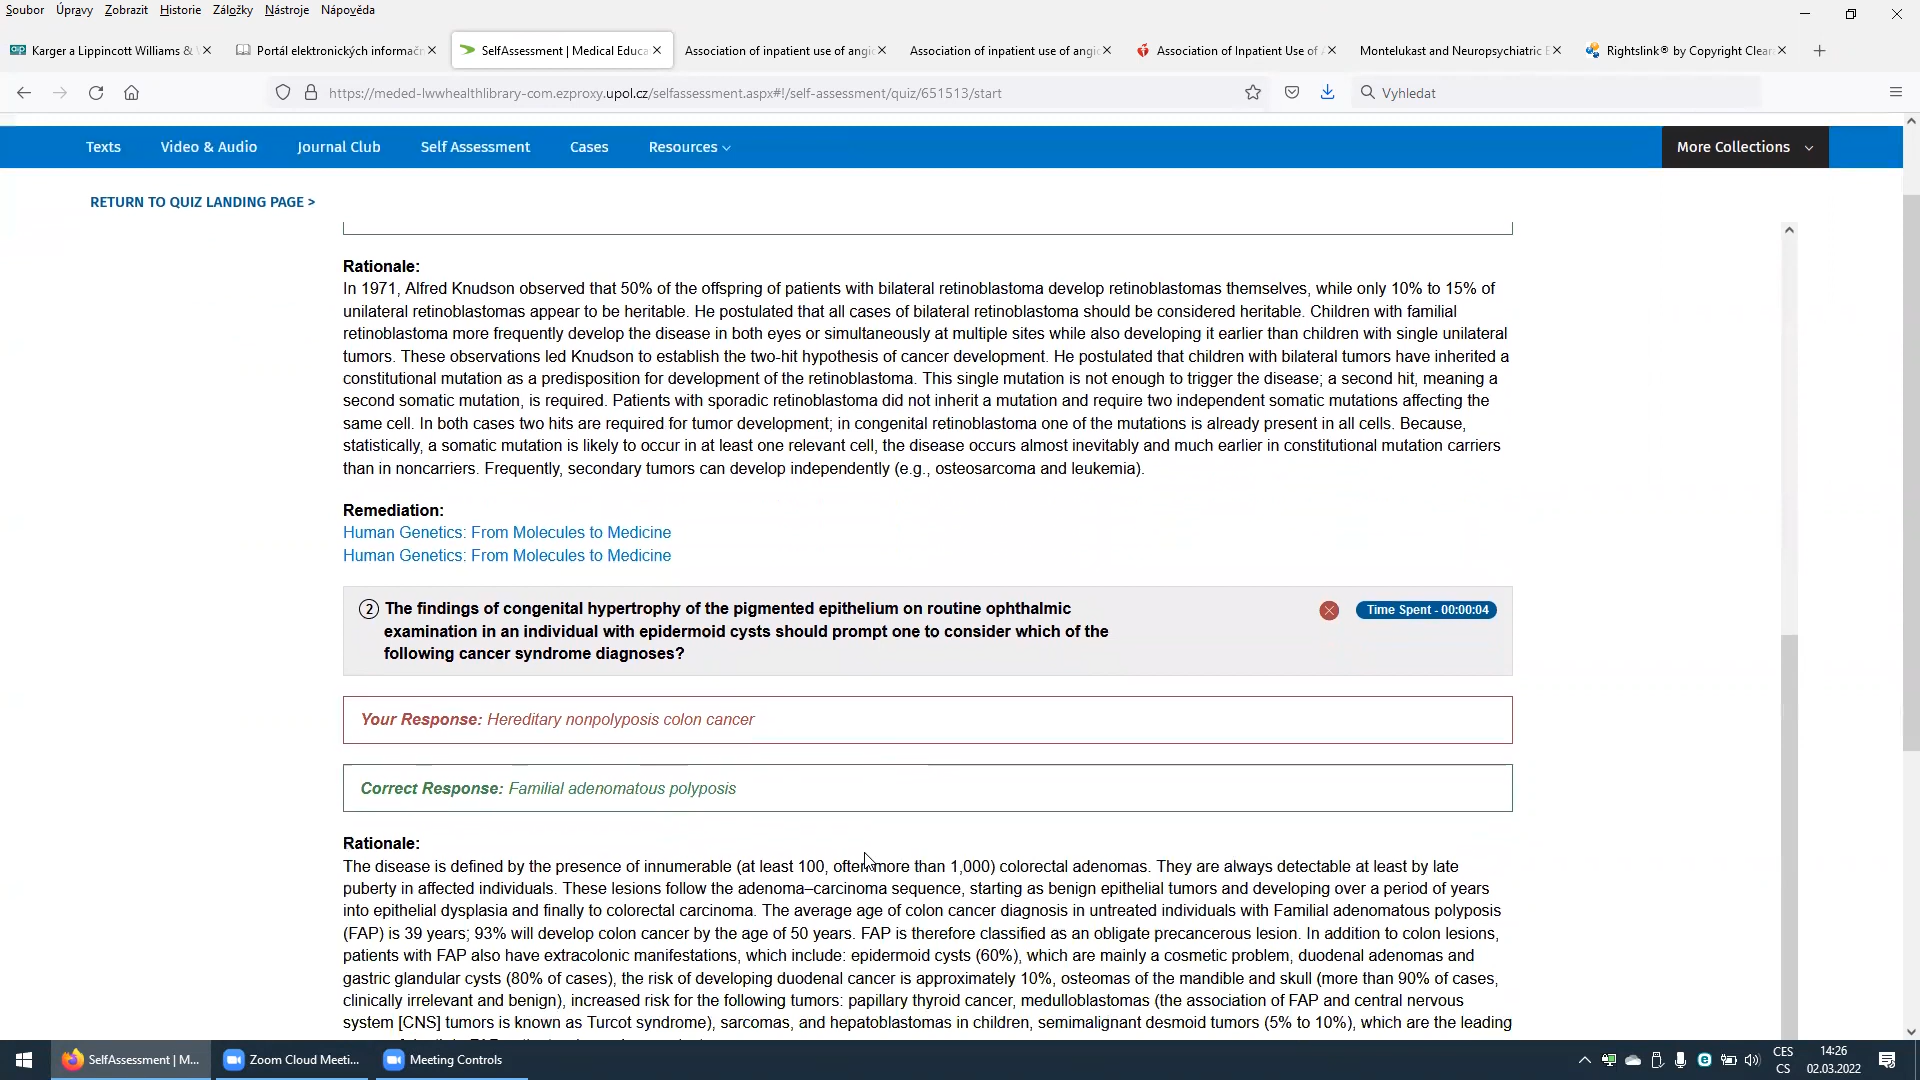 Soubor Úpravy Zobrazit Historie Záložky Nástroje Nápověda
Karger a Lippincott Williams &
Portál elektronických informačn
SelfAssessment | Medical Educa
Association of inpatient use of angi
Association of inpatient use of angi
Association of Inpatient Use of
Montelukast and Neuropsychiatric
Rightslink® by Copyright Clear
https://meded-lwwhealthlibrary-com.ezproxy.upol.cz/selfassessment.aspx#!/self-assessment/quiz/651513/start
Vyhledat
Texts Video & Audio Journal Club Self Assessment Cases Resources More Collections
RETURN TO QUIZ LANDING PAGE >
Rationale:
In 1971, Alfred Knudson observed that 50% of the offspring of patients with bilateral retinoblastoma develop retinoblastomas themselves, while only 10% to 15% of
unilateral retinoblastomas appear to be heritable. He postulated that all cases of bilateral retinoblastoma should be considered heritable. Children with familial
retinoblastoma more frequently develop the disease in both eyes or simultaneously at multiple sites while also developing it earlier than children with single unilateral
tumors. These observations led Knudson to establish the two-hit hypothesis of cancer development. He postulated that children with bilateral tumors have inherited a
constitutional mutation as a predisposition for development of the retinoblastoma. This single mutation is not enough to trigger the disease; a second hit, meaning a
second somatic mutation, is required. Patients with sporadic retinoblastoma did not inherit a mutation and require two independent somatic mutations affecting the
same cell. In both cases two hits are required for tumor development; in congenital retinoblastoma one of the mutations is already present in all cells. Because,
statistically, a somatic mutation is likely to occur in at least one relevant cell, the disease occurs almost inevitably and much earlier in constitutional mutation carriers
than in noncarriers. Frequently, secondary tumors can develop independently (e.g., osteosarcoma and leukemia).
Remediation:
Human Genetics: From Molecules to Medicine
Human Genetics: From Molecules to Medicine
2 The findings of congenital hypertrophy of the pigmented epithelium on routine ophthalmic
examination in an individual with epidermoid cysts should prompt one to consider which of the
following cancer syndrome diagnoses?
Time Spent - 00:00:04
Your Response: Hereditary nonpolyposis colon cancer
Correct Response: Familial adenomatous polyposis
Rationale:
The disease is defined by the presence of innumerable (at least 100, often more than 1,000) colorectal adenomas. They are always detectable at least by late
puberty in affected individuals. These lesions follow the adenoma–carcinoma sequence, starting as benign epithelial tumors and developing over a period of years
into epithelial dysplasia and finally to colorectal carcinoma. The average age of colon cancer diagnosis in untreated individuals with Familial adenomatous polyposis
(FAP) is 39 years; 93% will develop colon cancer by the age of 50 years. FAP is therefore classified as an obligate precancerous lesion. In addition to colon lesions,
patients with FAP also have extracolonic manifestations, which include: epidermoid cysts (60%), which are mainly a cosmetic problem, duodenal adenomas and
gastric glandular cysts (80% of cases), the risk of developing duodenal cancer is approximately 10%, osteomas of the mandible and skull (more than 90% of cases,
clinically irrelevant and benign), increased risk for the following tumors: papillary thyroid cancer, medulloblastomas (the association of FAP and central nervous
system [CNS] tumors is known as Turcot syndrome), sarcomas, and hepatoblastomas in children, semimalignant desmoid tumors (5% to 10%), which are the leading
SelfAssessment | M...
Zoom Cloud Meeti...
Meeting Controls
CES
CS
14:26
02.03.2022